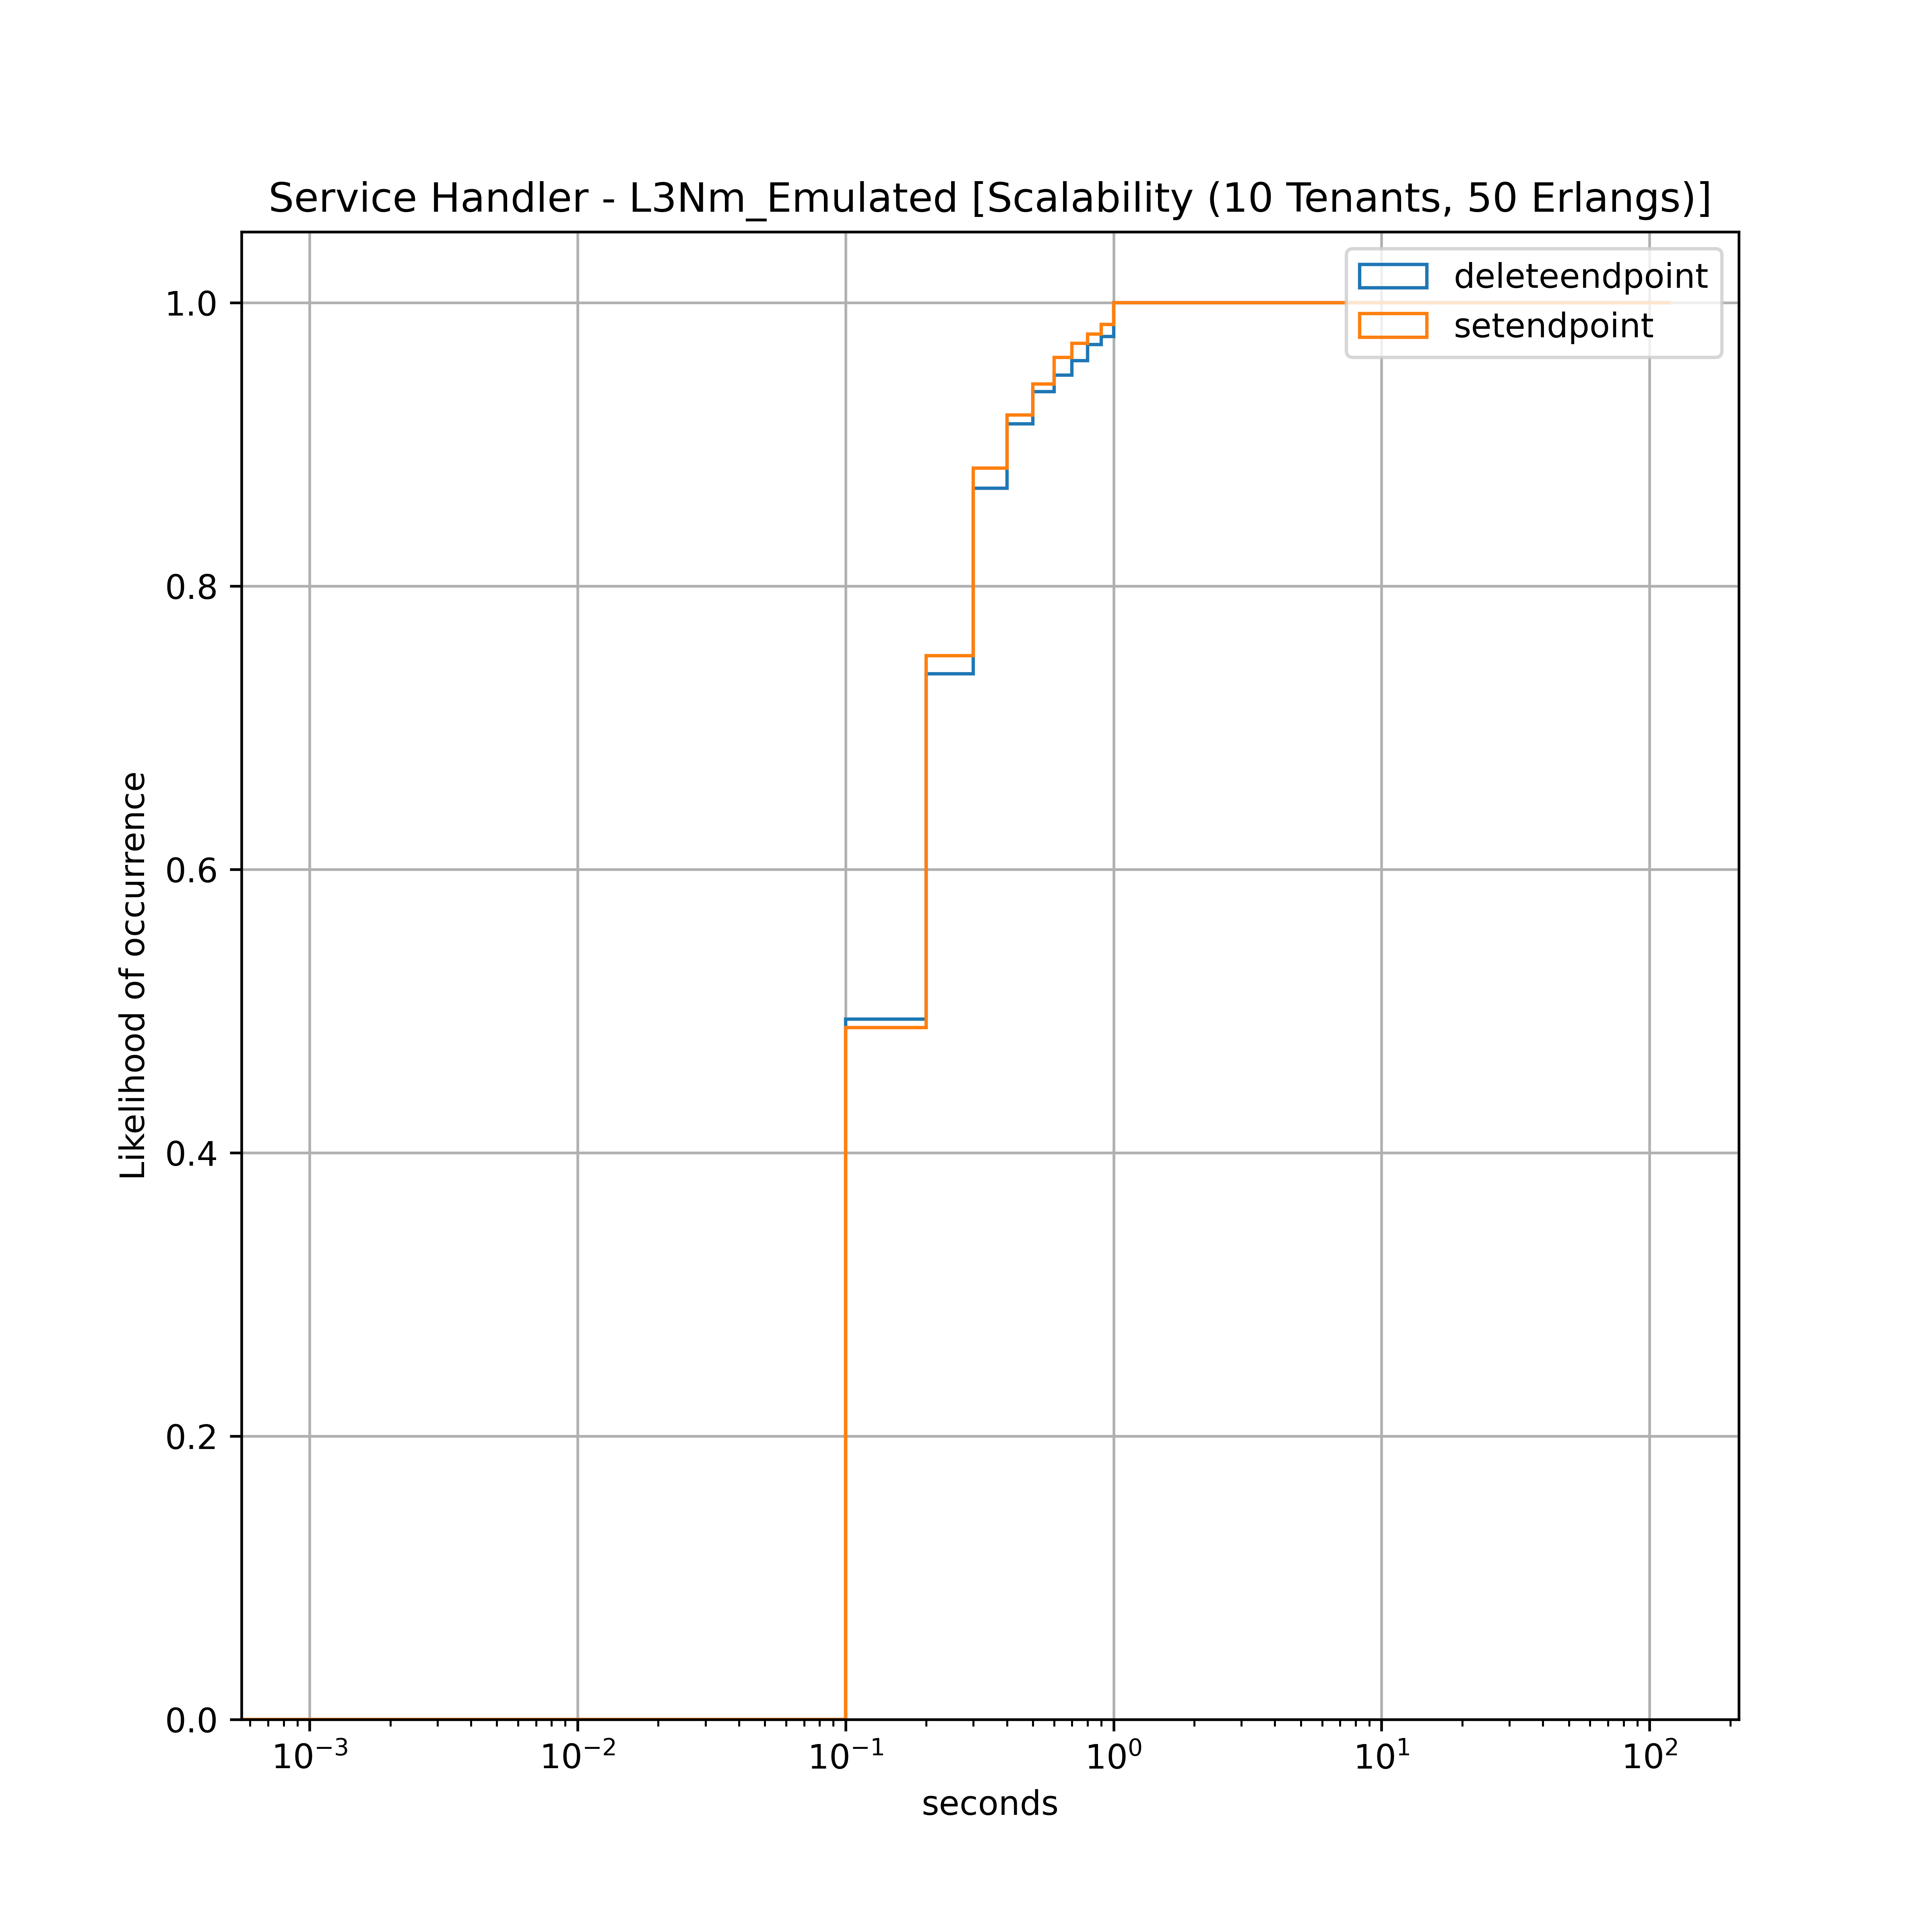 Service Handler - L3Nm_Emulated [Scalability (10 Tenants, 50 Erlangs)]
deleteendpoint
setendpoint
1.0
0.8
0.6
0.4
0.2
0.0
Likelihood of occurrence
10⁻³ 10⁻² 10⁻¹ 10⁰ 10¹ 10²
seconds